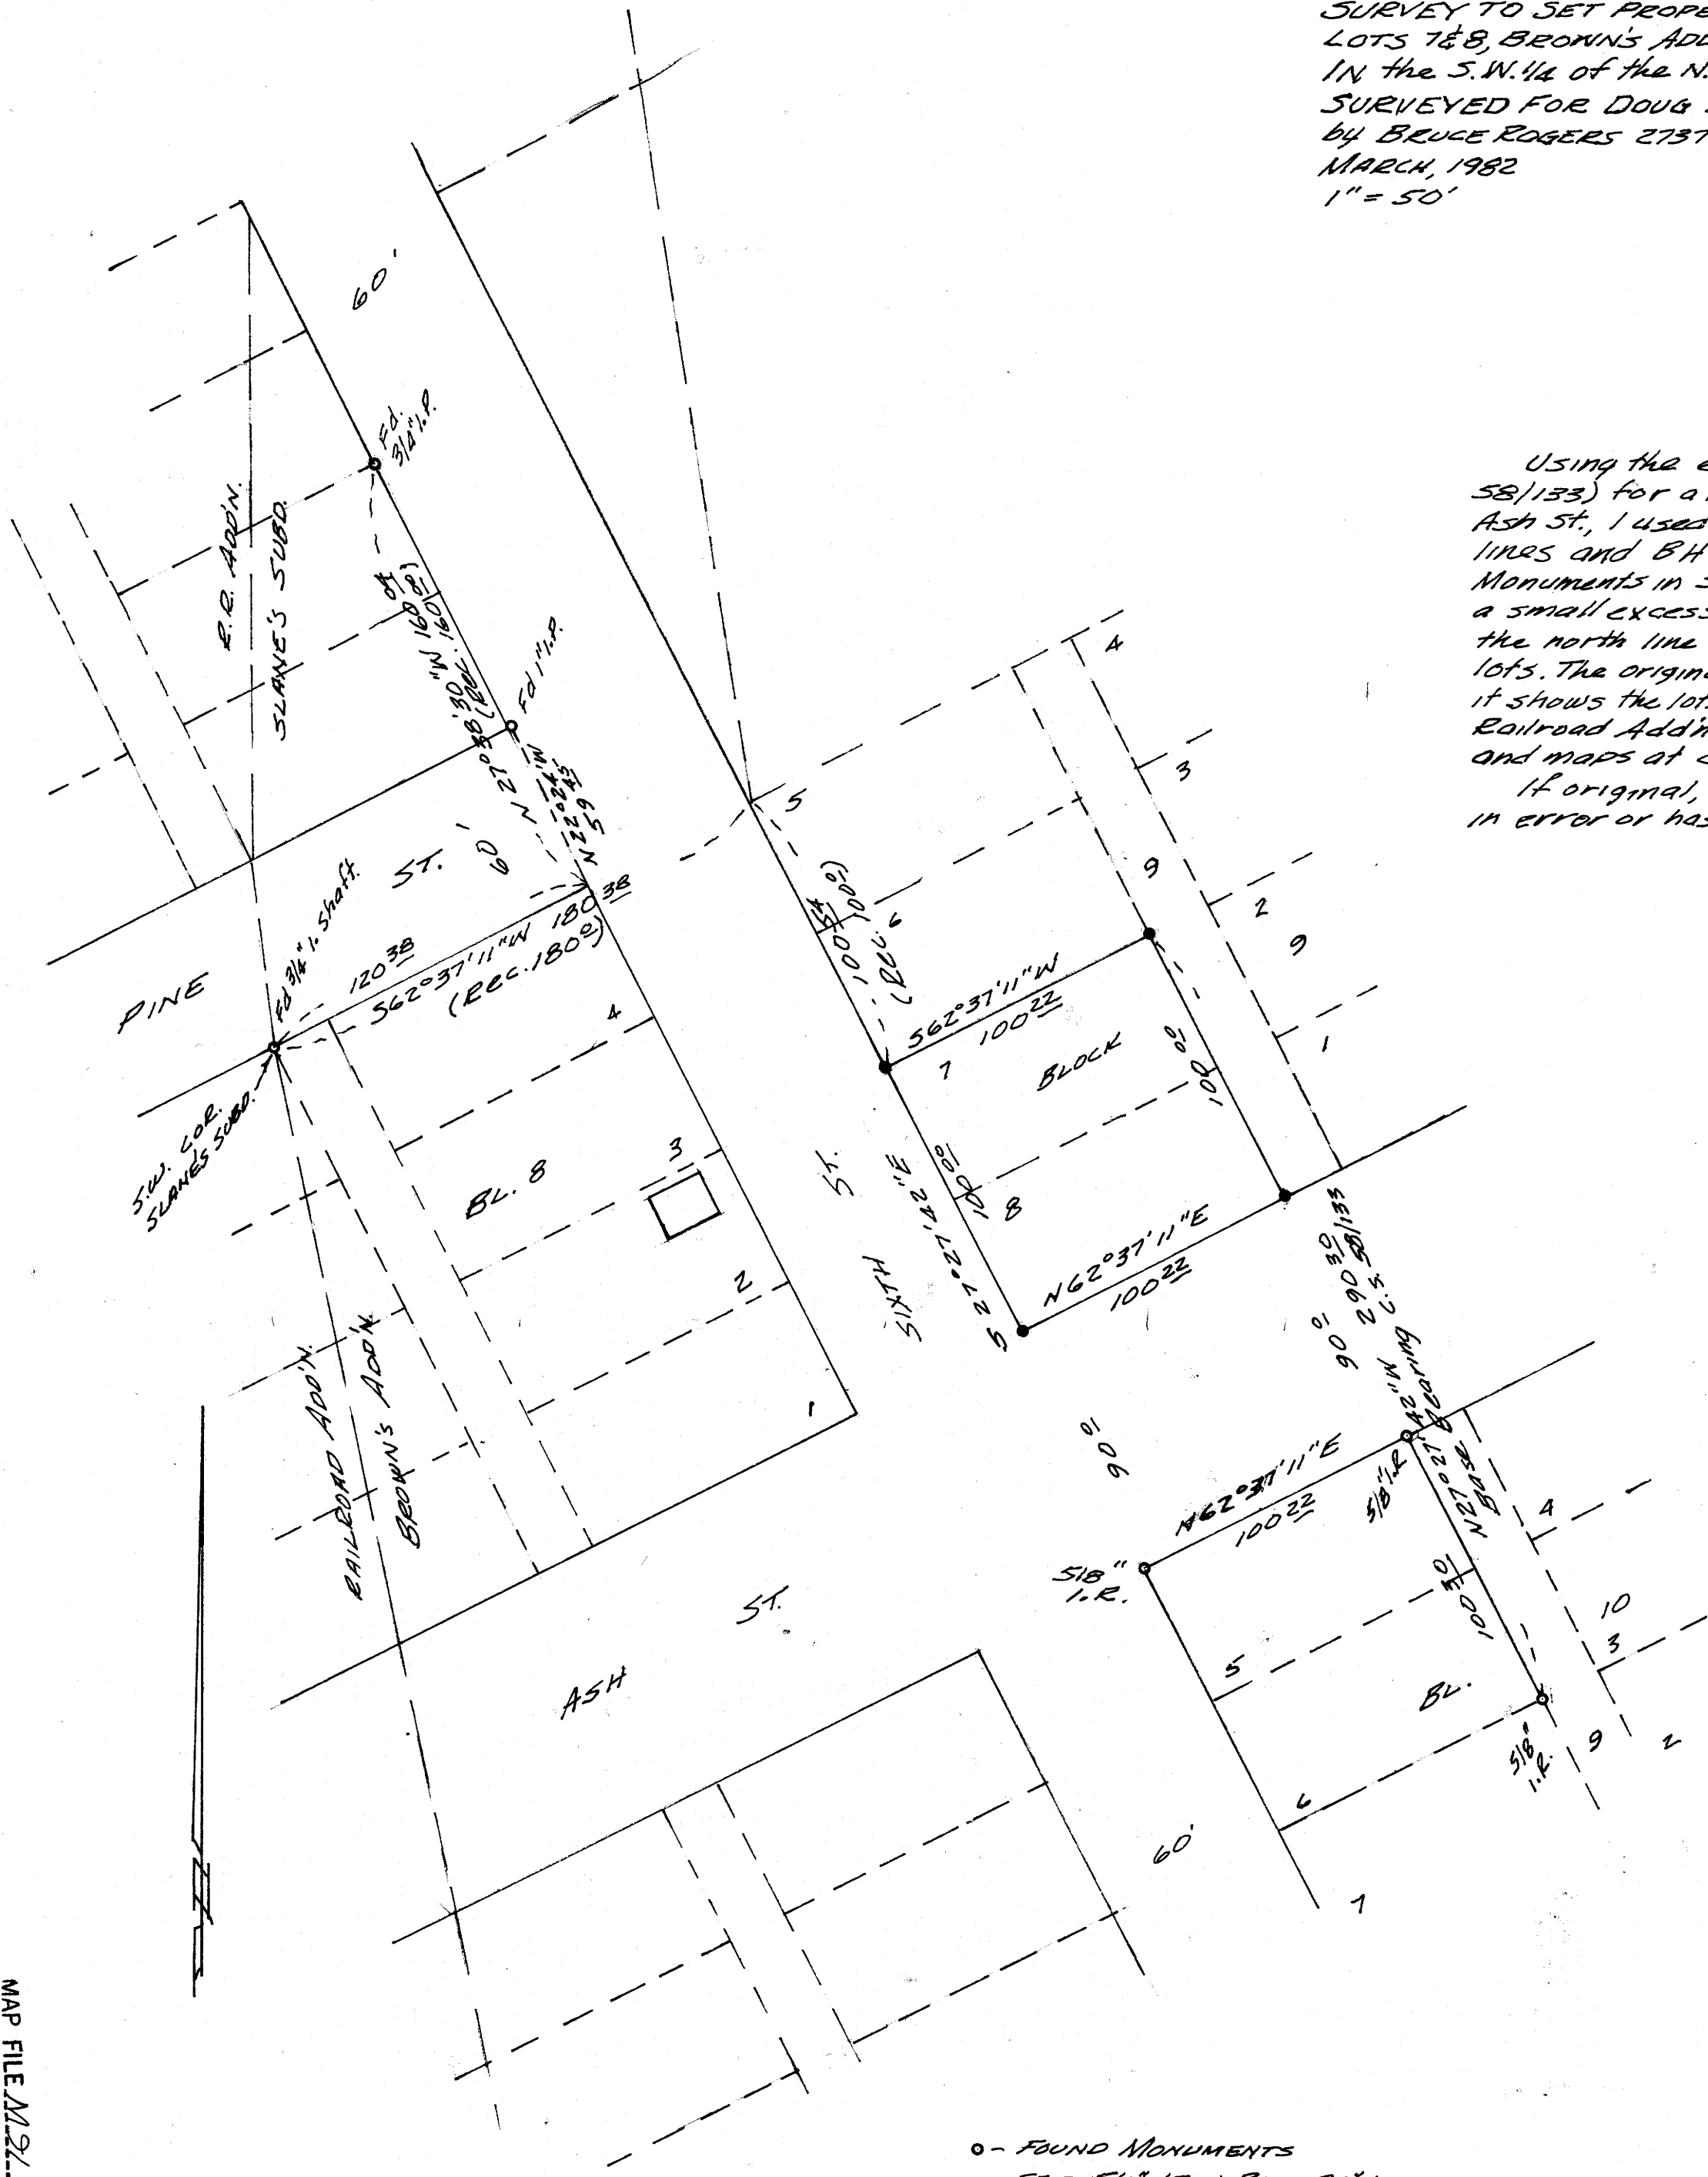 SURVEY TO SET PROPE
LOTS 7&8, BROWN'S ADD
IN the S.W. 1/4 of the N.
SURVEYED FOR DOUG
by BRUCE ROGERS 2737
MARCH, 1982
1" = 50'
Using the e
58/133) for a
Ash St., I used
lines and BH
Monuments in S
a small excess
the north line
lots. The origin
it shows the lot
Railroad Add'n
and maps at
If original,
in error or has
60'
Fd.
3/4" I.P.
R.R. ADD'N.
SLANE'S SUBD.
N 27°38'30"W 160 04
(REC. 160 00)
Fd 1" I.P.
N 22°24'W
59 45
PINE
ST.
60'
Fd 3/4" I. Shaft
120 38
S62°37'11"W 180 38
(REC. 180 0)
S.W. COR.
SLANE'S SUBD.
BL. 8
4
3
2
1
RAILROAD ADD'N.
BROWN'S ADD'N.
SIXTH
ST.
5
6
100 54
(REC. 100 0)
4
3
9
2
9
1
S62°37'11"W
100 22
7
BLOCK
100 00
100 00
8
S 27°27'42"E
N62°37'11"E
100 22
290 30
C.S. 58/133
90 0
90 0
N27°27'42"W
Base Bearing
N62°37'11"E
100 22
5/8" I.R.
5/8"
I.R.
100 30
4
10
3
5
BL.
9
2
5/8"
I.R.
6
7
60'
ASH
ST.
MAP FILE
FOUND MONUMENTS